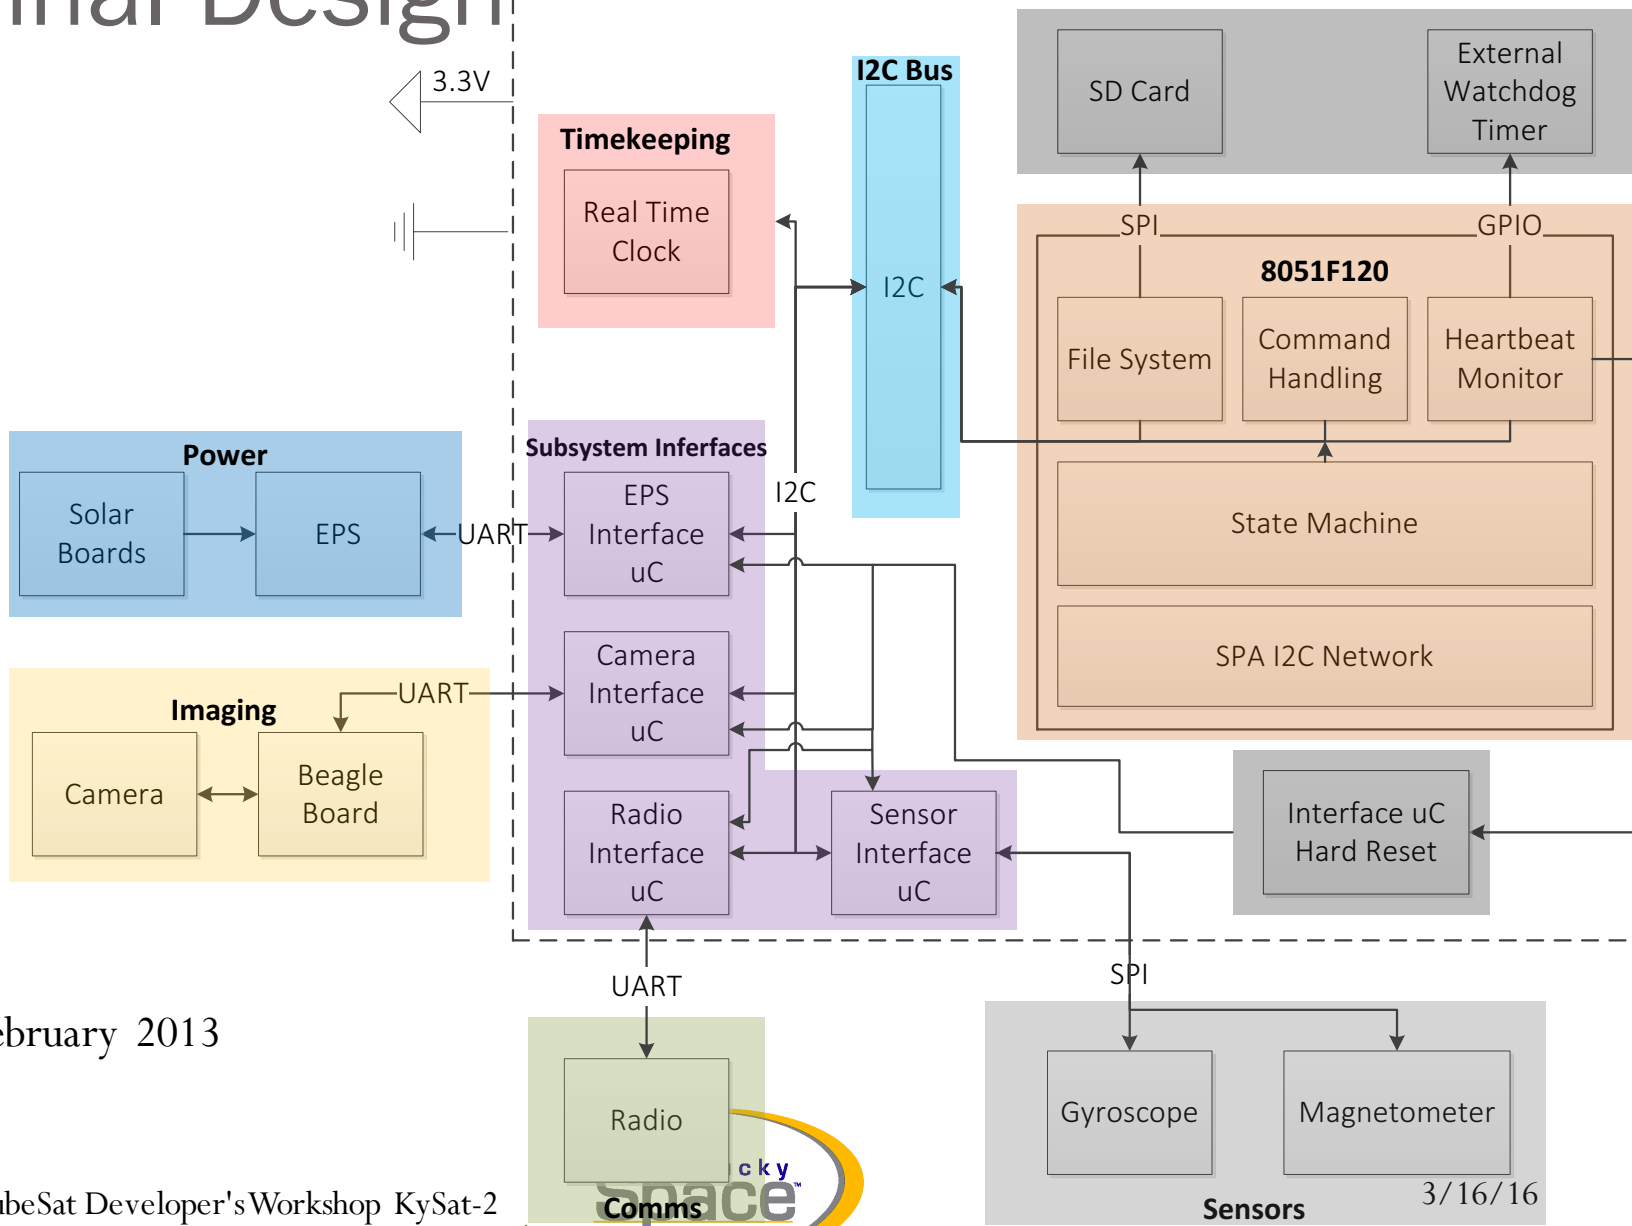 inal Design
3.3V
I2C Bus
I2C
Timekeeping
Real Time
Clock
SD Card
External
Watchdog
Timer
SPI
GPIO
8051F120
File System
Command
Handling
Heartbeat
Monitor
State Machine
SPA I2C Network
Power
Solar
Boards
EPS
UART
Subsystem Inferfaces
EPS
Interface
uC
I2C
Camera
Interface
uC
Radio
Interface
uC
Sensor
Interface
uC
UART
Imaging
Camera
Beagle
Board
Interface uC
Hard Reset
UART
SPI
ebruary 2013
Radio
Comms
Gyroscope
Magnetometer
Sensors
ubeSat Developer's Workshop KySat-2
ucky
Space™
3/16/16